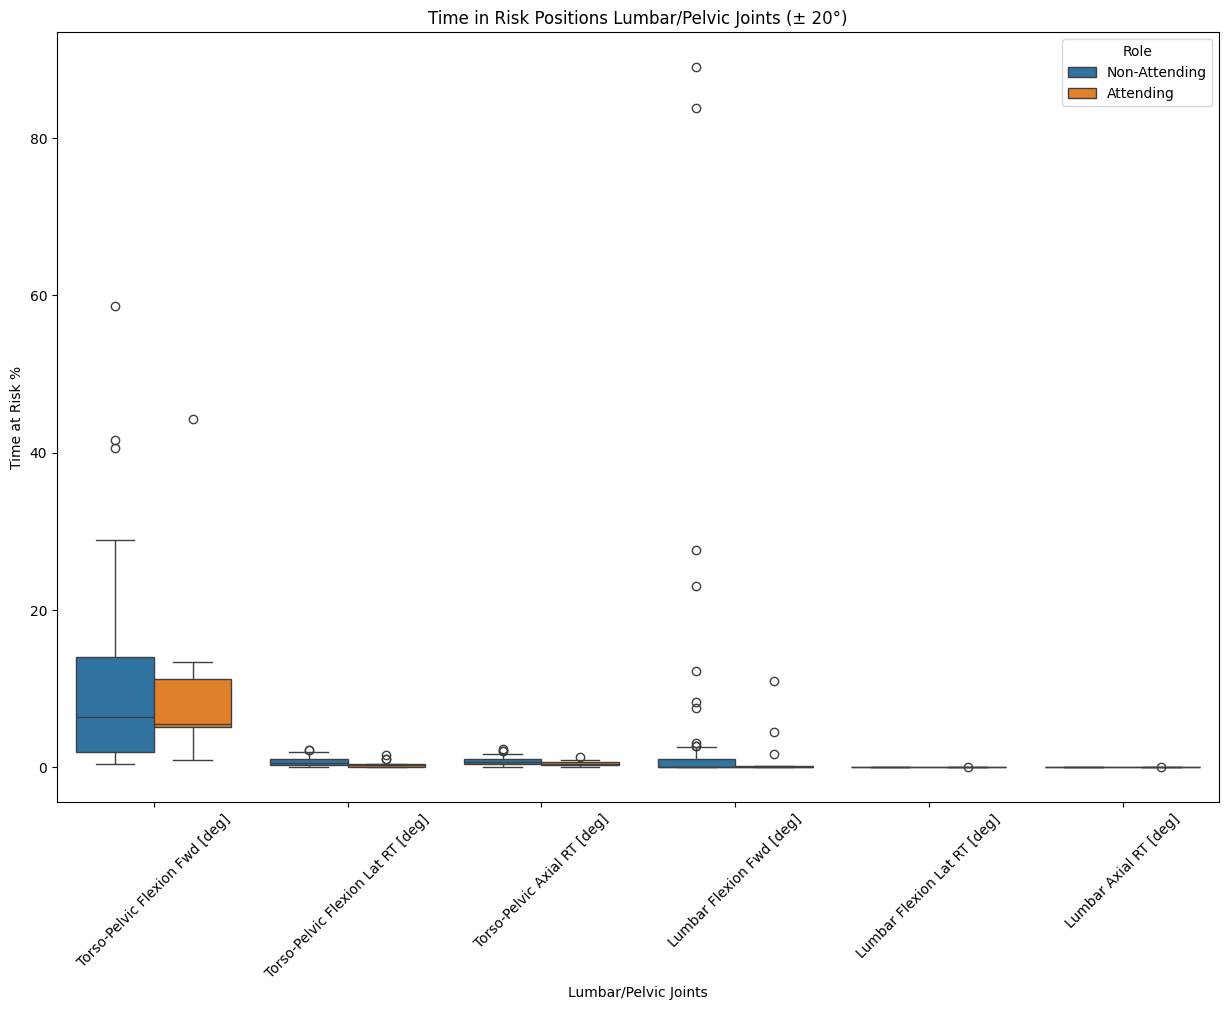 Time in Risk Positions Lumbar/Pelvic Joints (± 20°)
Role
Non-Attending
Attending
Time at Risk %
80
60
40
20
0
Torso-Pelvic Flexion Fwd [deg]
Torso-Pelvic Flexion Lat RT [deg]
Torso-Pelvic Axial RT [deg]
Lumbar Flexion Fwd [deg]
Lumbar Flexion Lat RT [deg]
Lumbar Axial RT [deg]
Lumbar/Pelvic Joints